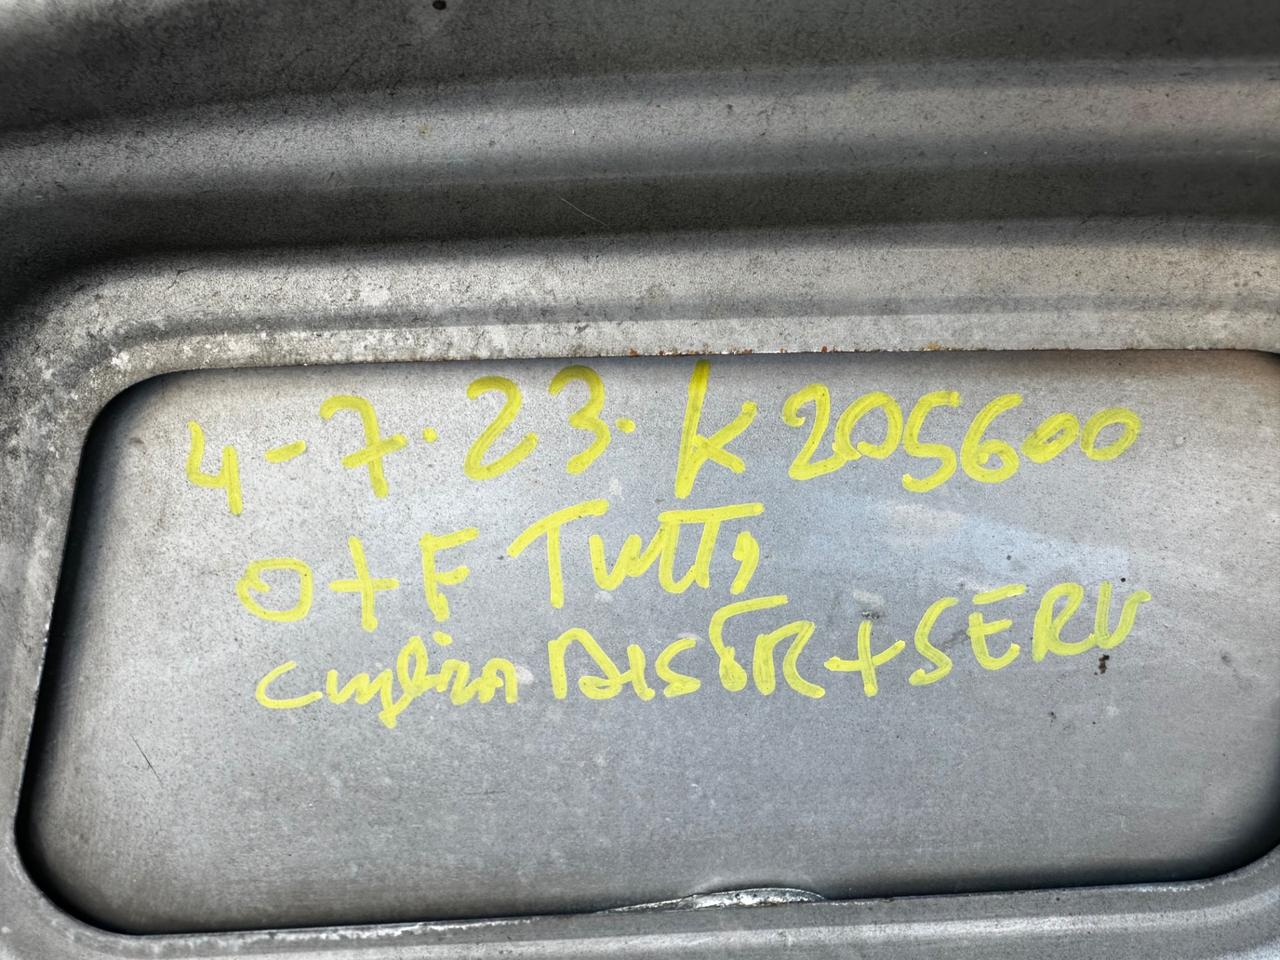 4-7.23. K 205600
O+F TUTTI
cinghia DISTR+SERV